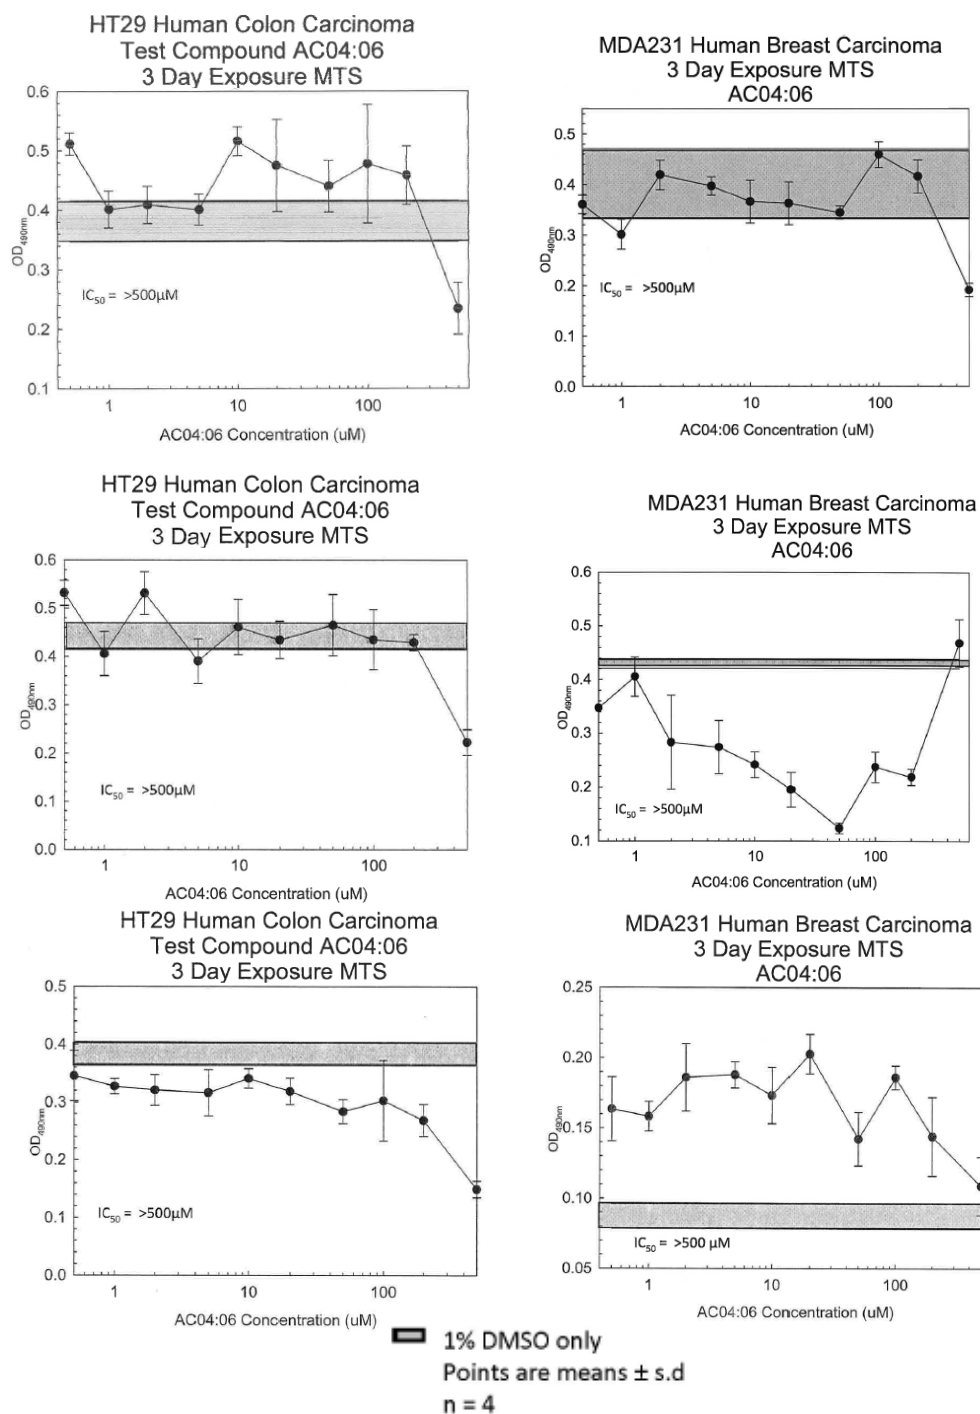 HT29 Human Colon Carcinoma
Test Compound AC04:06
3 Day Exposure MTS
0.6
0.5
0.4
0.3
0.2
0.1
OD490nm
IC50 = >500µM
1
10
100
AC04:06 Concentration (uM)
MDA231 Human Breast Carcinoma
3 Day Exposure MTS
AC04:06
0.5
0.4
0.3
0.2
0.1
0.0
OD490nm
IC50 = >500µM
1
10
100
AC04:06 Concentration (uM)
HT29 Human Colon Carcinoma
Test Compound AC04:06
3 Day Exposure MTS
0.6
0.5
0.4
0.3
0.2
0.1
0.0
OD490nm
IC50 = >500µM
1
10
100
AC04:06 Concentration (uM)
MDA231 Human Breast Carcinoma
3 Day Exposure MTS
AC04:06
0.6
0.5
0.4
0.3
0.2
0.1
OD490nm
IC50 = >500µM
1
10
100
AC04:06 Concentration (uM)
HT29 Human Colon Carcinoma
Test Compound AC04:06
3 Day Exposure MTS
0.5
0.4
0.3
0.2
0.1
0.0
OD490nm
IC50 = >500µM
1
10
100
AC04:06 Concentration (uM)
MDA231 Human Breast Carcinoma
3 Day Exposure MTS
AC04:06
0.25
0.20
0.15
0.10
0.05
OD490nm
IC50 = >500 µM
1
10
100
AC04:06 Concentration (uM)
1% DMSO only
Points are means ± s.d
n = 4